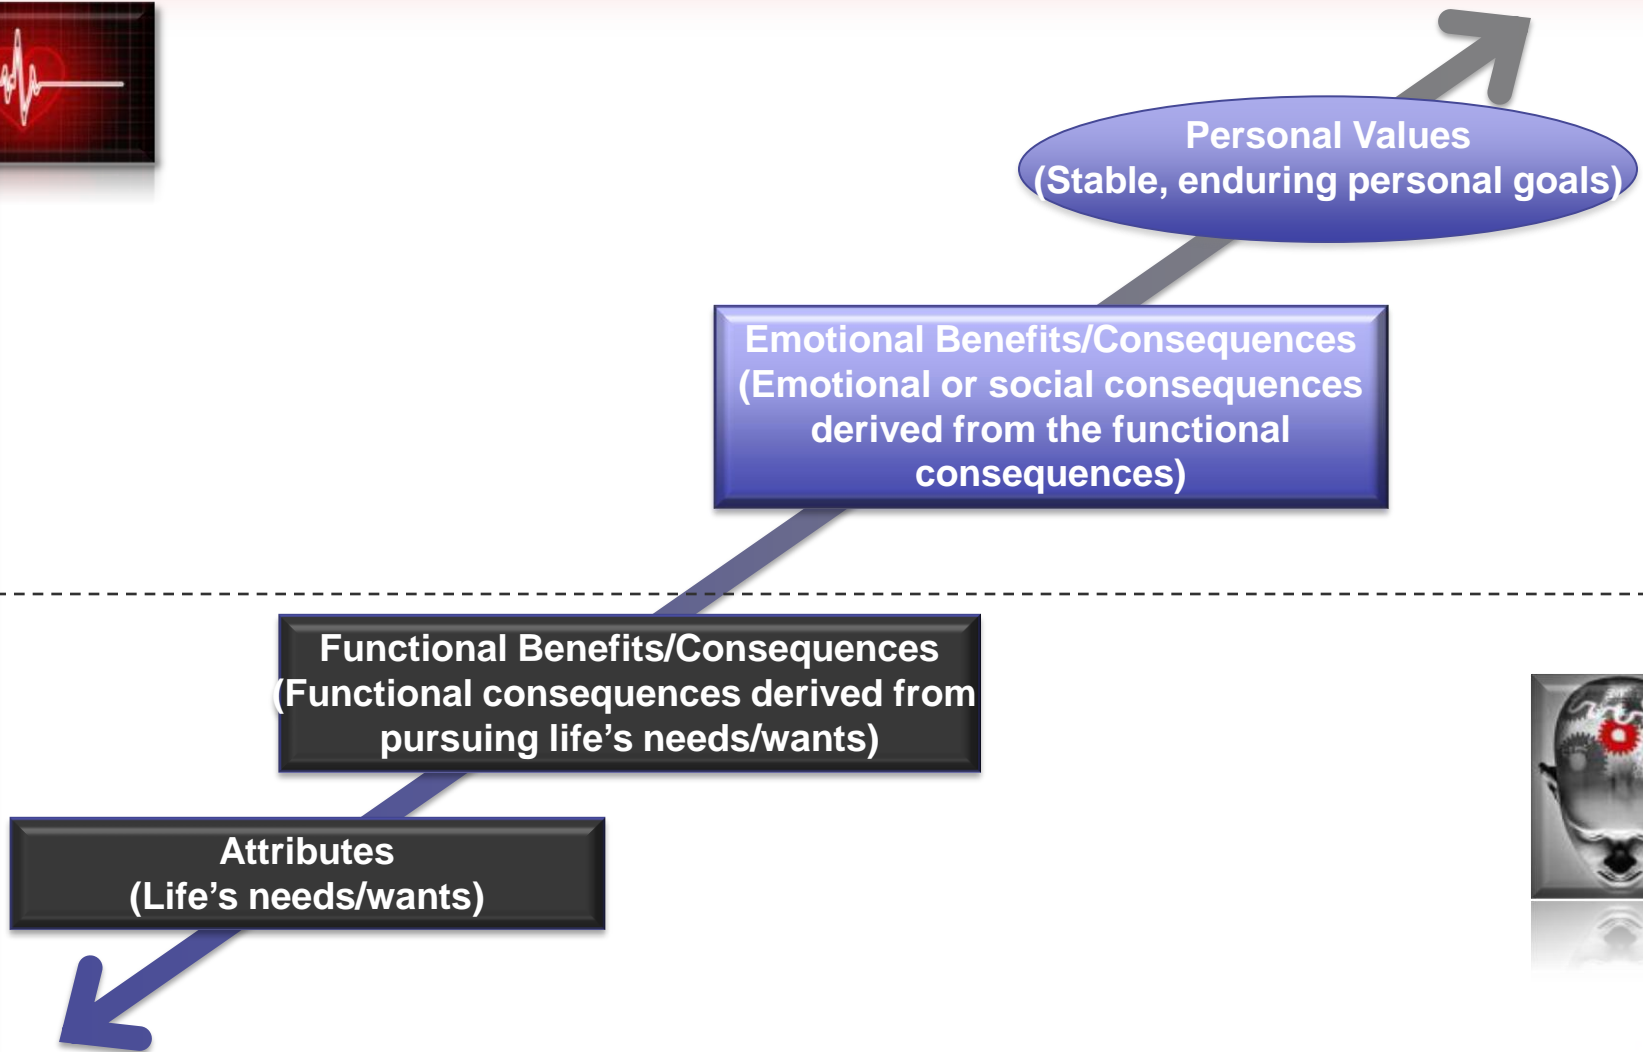 Personal Values
(Stable, enduring personal goals)
Emotional Benefits/Consequences
(Emotional or social consequences
derived from the functional
consequences)
Functional Benefits/Consequences
(Functional consequences derived from
pursuing life’s needs/wants)
Attributes
(Life’s needs/wants)